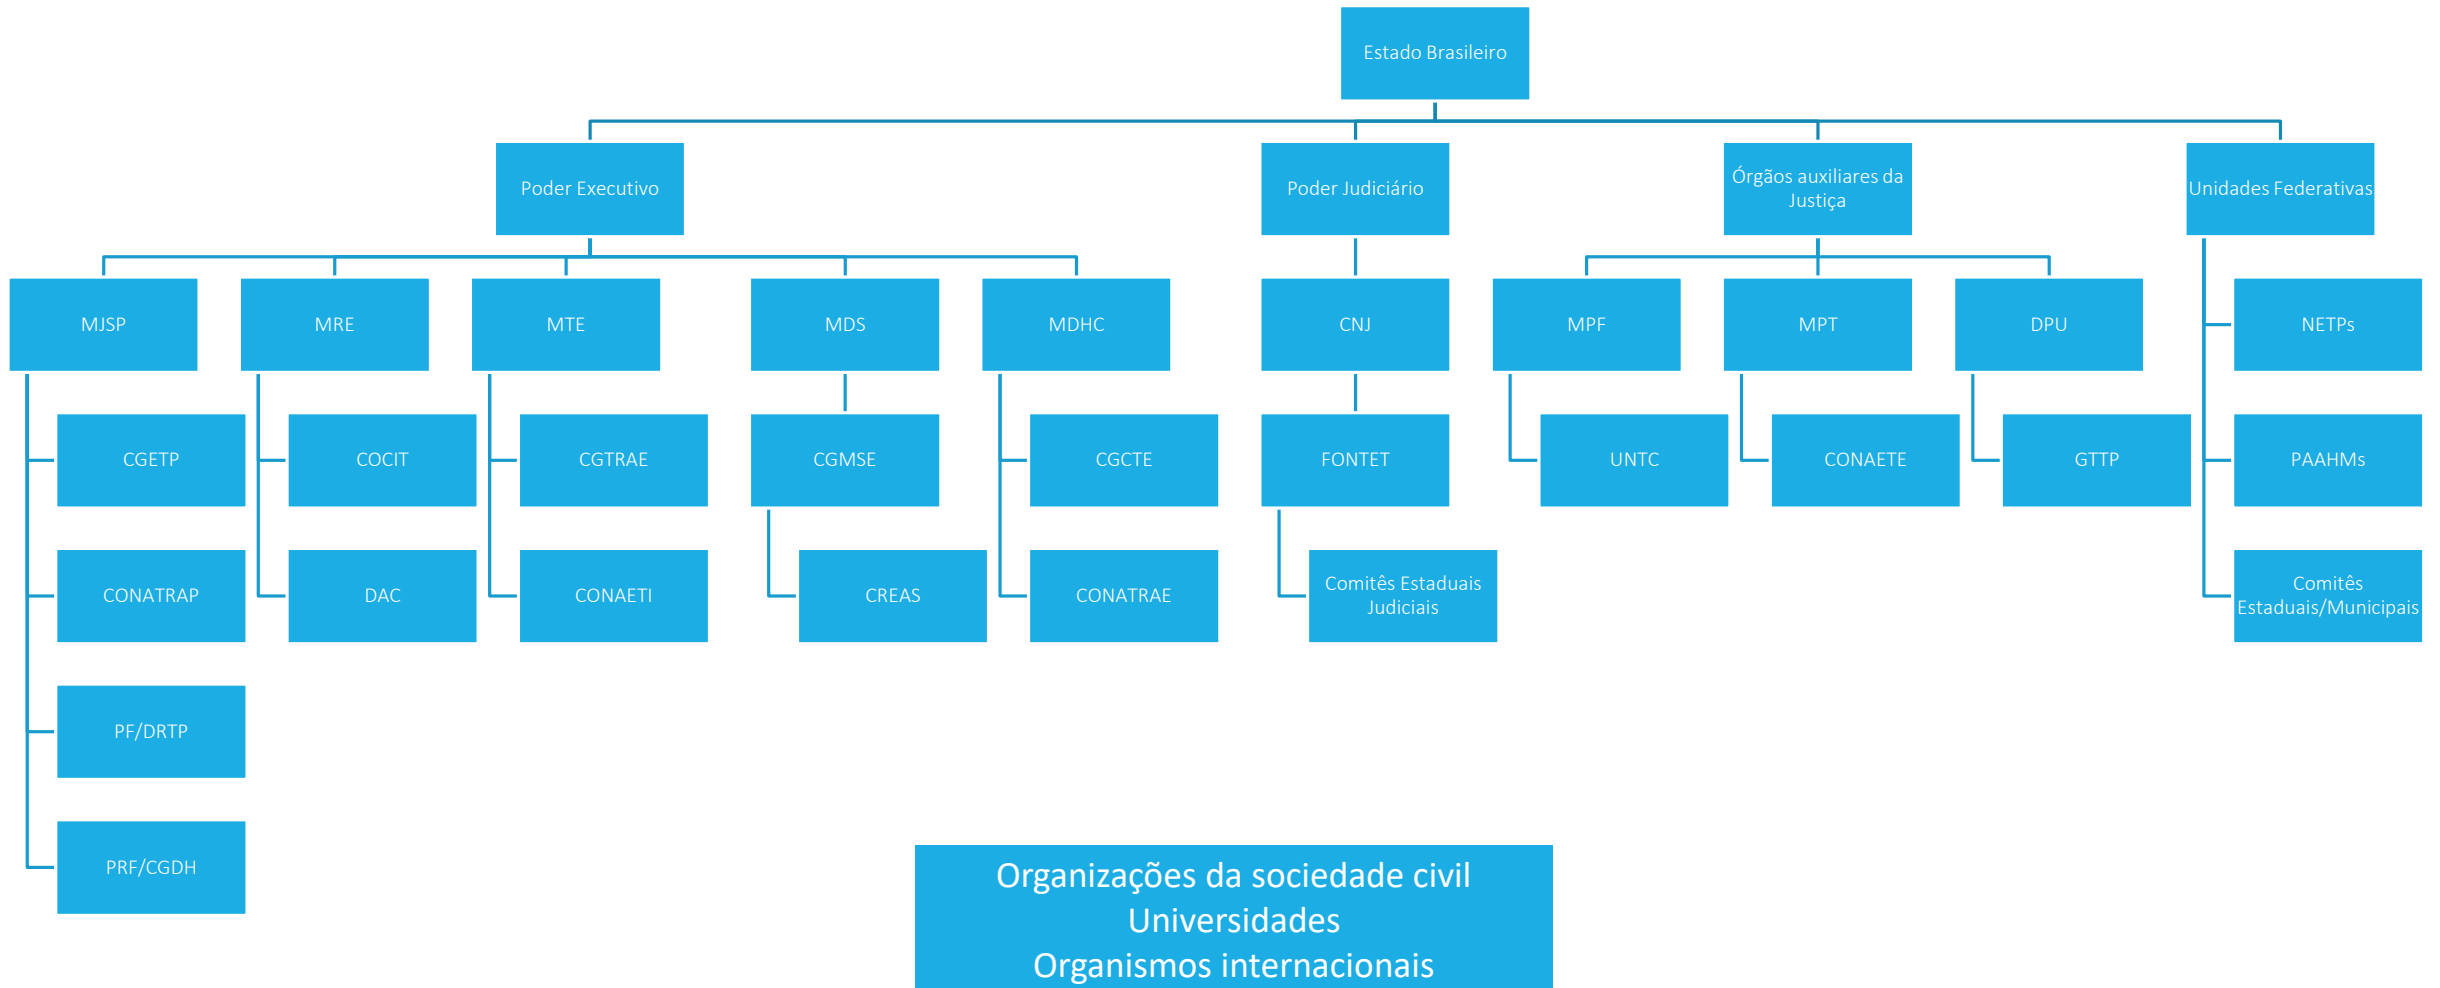 Estado Brasileiro
Poder Executivo
Poder Judiciário
Órgãos auxiliares da
Justiça
Unidades Federativas
MJSP
MRE
MTE
MDS
MDHC
CNJ
MPF
MPT
DPU
NETPs
CGETP
COCIT
CGTRAE
CGMSE
CGCTE
FONTET
UNTC
CONAETE
GTTP
PAAHMs
CONATRAP
DAC
CONAETI
CREAS
CONATRAE
Comitês Estaduais
Judiciais
Comitês
Estaduais/Municipais
PF/DRTP
PRF/CGDH
Organizações da sociedade civil
Universidades
Organismos internacionais